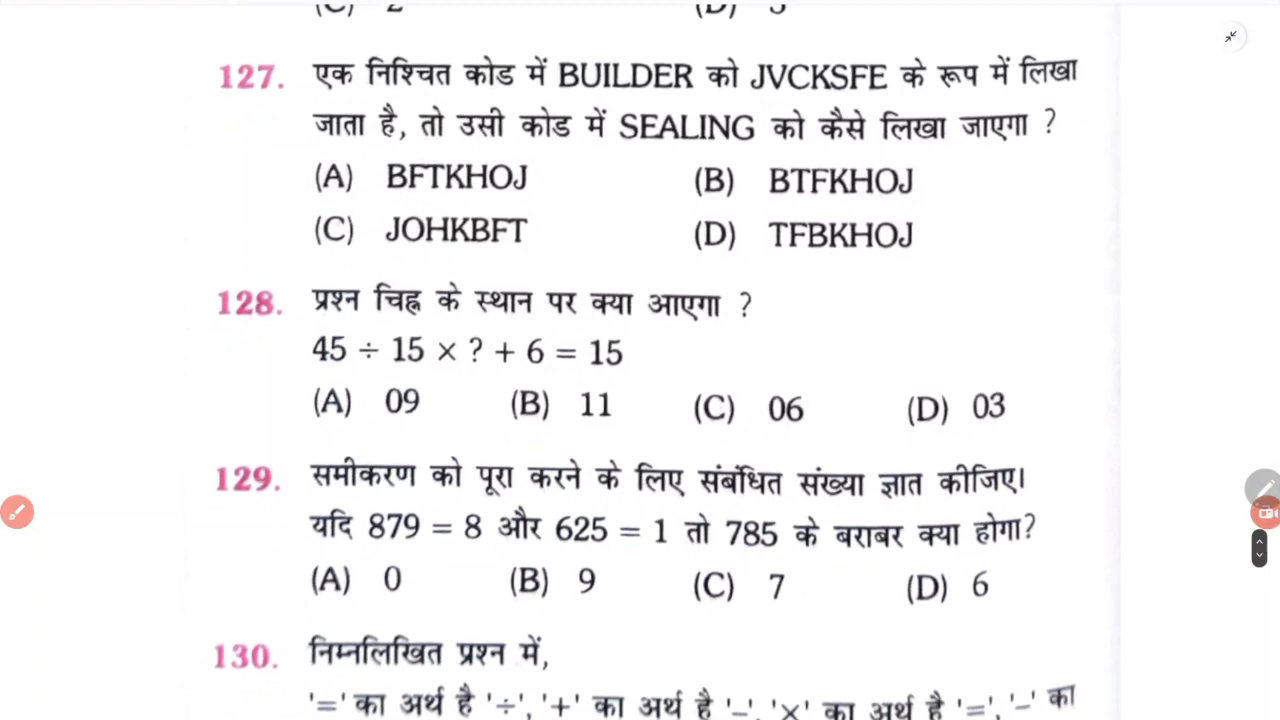 (C) 2 (D) 3
127. एक निश्चित कोड में BUILDER को JVCKSFE के रूप में लिखा
जाता है, तो उसी कोड में SEALING को कैसे लिखा जाएगा ?
(A) BFTKHOJ (B) BTFKHOJ
(C) JOHKBFT (D) TFBKHOJ
128. प्रश्न चिह्न के स्थान पर क्या आएगा ?
45 ÷ 15 × ? + 6 = 15
(A) 09 (B) 11 (C) 06 (D) 03
129. समीकरण को पूरा करने के लिए संबंधित संख्या ज्ञात कीजिए।
यदि 879 = 8 और 625 = 1 तो 785 के बराबर क्या होगा?
(A) 0 (B) 9 (C) 7 (D) 6
130. निम्नलिखित प्रश्न में,
'=' का अर्थ है '÷', '+' का अर्थ है '–', '×' का अर्थ है '=', '–' का